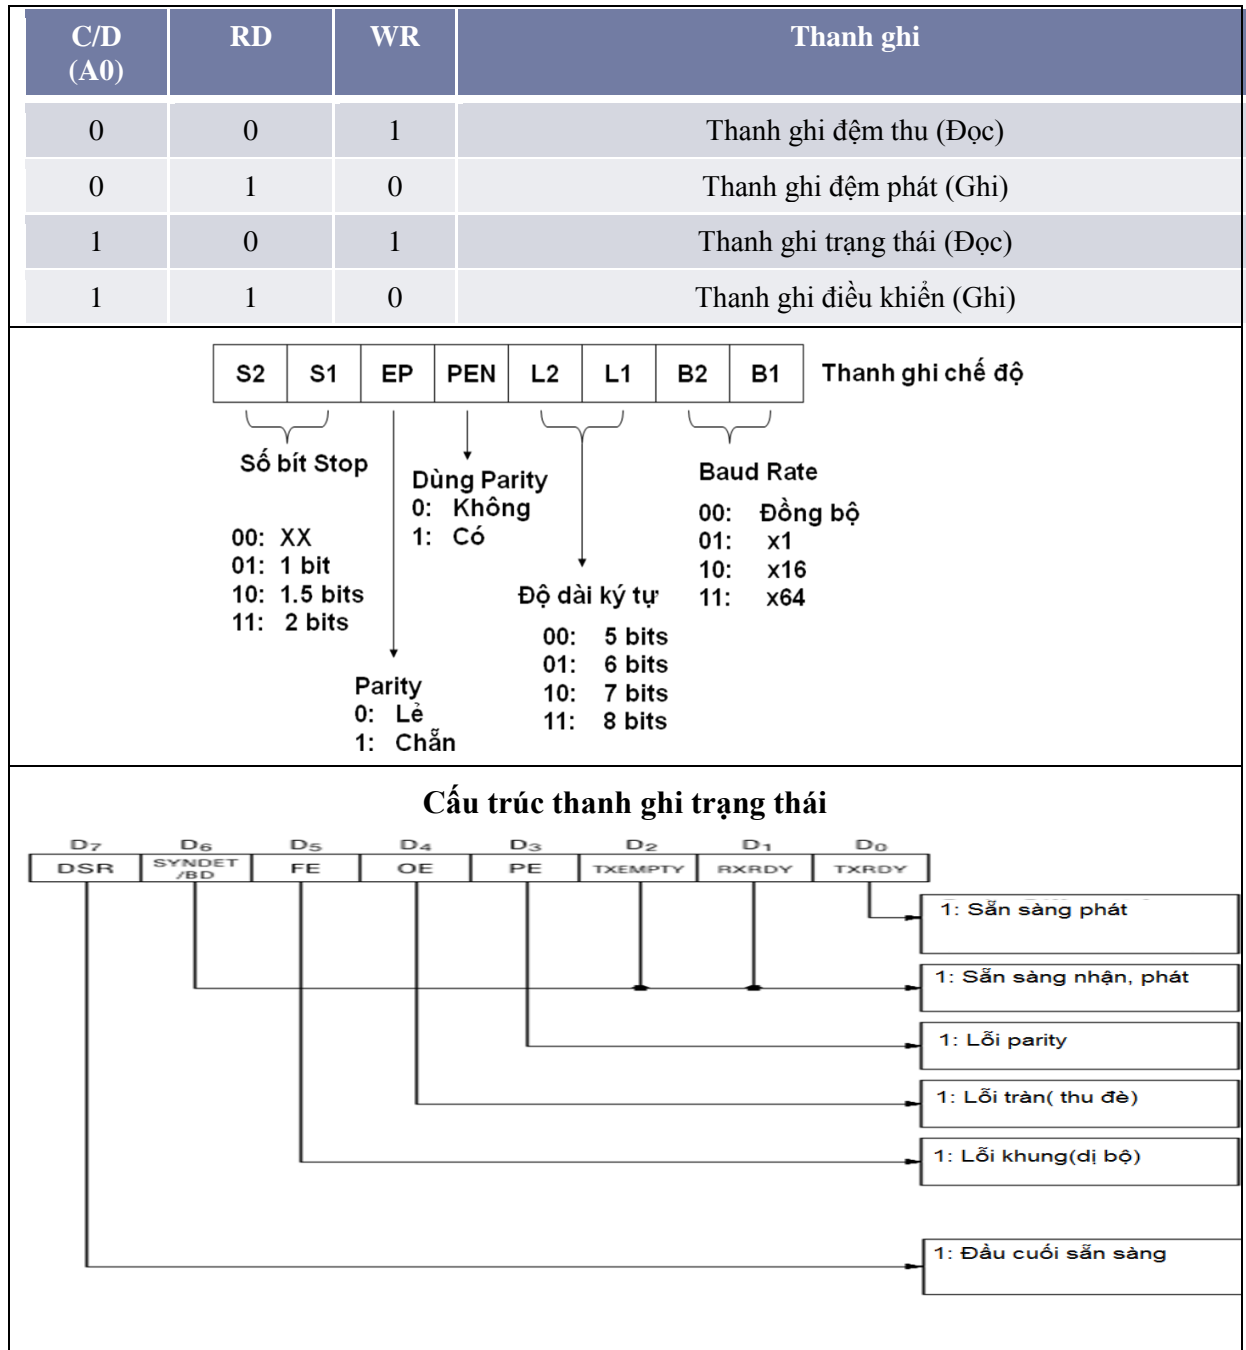 C/D (A0) RD WR Thanh ghi
0 0 1 Thanh ghi đệm thu (Đọc)
0 1 0 Thanh ghi đệm phát (Ghi)
1 0 1 Thanh ghi trạng thái (Đọc)
1 1 0 Thanh ghi điều khiển (Ghi)
S2 S1 EP PEN L2 L1 B2 B1 Thanh ghi chế độ
Số bít Stop
00: XX
01: 1 bit
10: 1.5 bits
11: 2 bits
Parity
0: Lẻ
1: Chẵn
Dùng Parity
0: Không
1: Có
Độ dài ký tự
00: 5 bits
01: 6 bits
10: 7 bits
11: 8 bits
Baud Rate
00: Đồng bộ
01: x1
10: x16
11: x64
Cấu trúc thanh ghi trạng thái
D7 D6 D5 D4 D3 D2 D1 D0
DSR SYNDET /BD FE OE PE TXEMPTY RXRDY TXRDY
1: Sẵn sàng phát
1: Sẵn sàng nhận, phát
1: Lỗi parity
1: Lỗi tràn( thu đè)
1: Lỗi khung(dị bộ)
1: Đầu cuối sẵn sàng